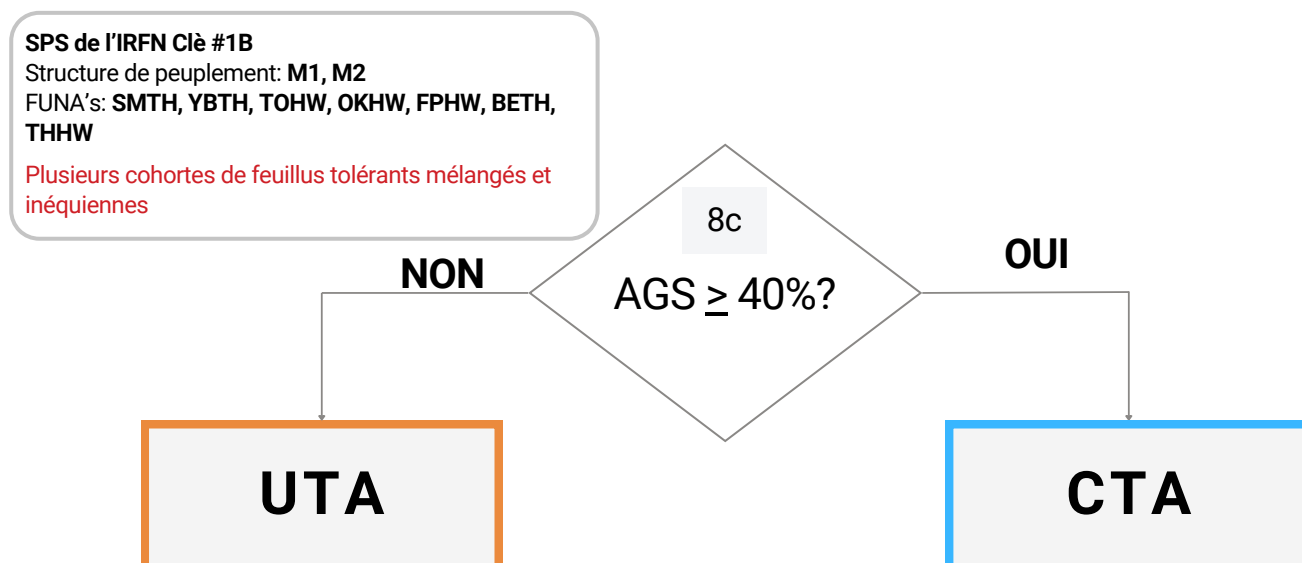 SPS de l’IRFN Clè #1B
Structure de peuplement: M1, M2
FUNA’s: SMTH, YBTH, TOHW, OKHW, FPHW, BETH,
THHW
Plusieurs cohortes de feuillus tolérants mélangés et
inéquiennes
8c
AGS ≥ 40%?
NON
OUI
UTA
CTA